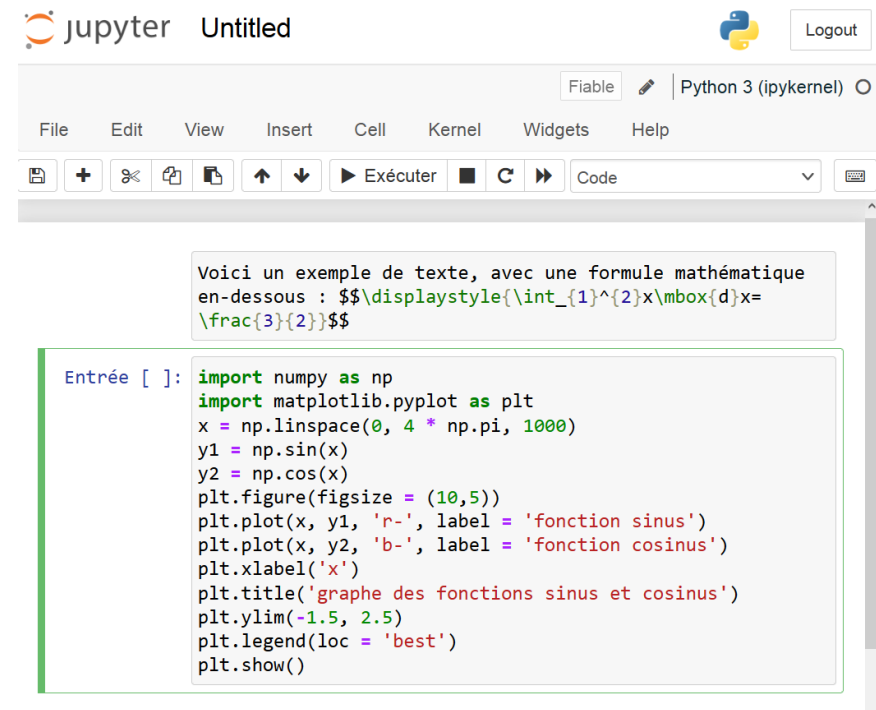 jupyter Untitled
Logout
Fiable Python 3 (ipykernel)
File Edit View Insert Cell Kernel Widgets Help
Exécuter Code
Voici un exemple de texte, avec une formule mathématique
en-dessous : $$\displaystyle{\int_{1}^{2}x\mbox{d}x=
\frac{3}{2}}$$
Entrée [ ]:
import numpy as np
import matplotlib.pyplot as plt
x = np.linspace(0, 4 * np.pi, 1000)
y1 = np.sin(x)
y2 = np.cos(x)
plt.figure(figsize = (10,5))
plt.plot(x, y1, 'r-', label = 'fonction sinus')
plt.plot(x, y2, 'b-', label = 'fonction cosinus')
plt.xlabel('x')
plt.title('graphe des fonctions sinus et cosinus')
plt.ylim(-1.5, 2.5)
plt.legend(loc = 'best')
plt.show()